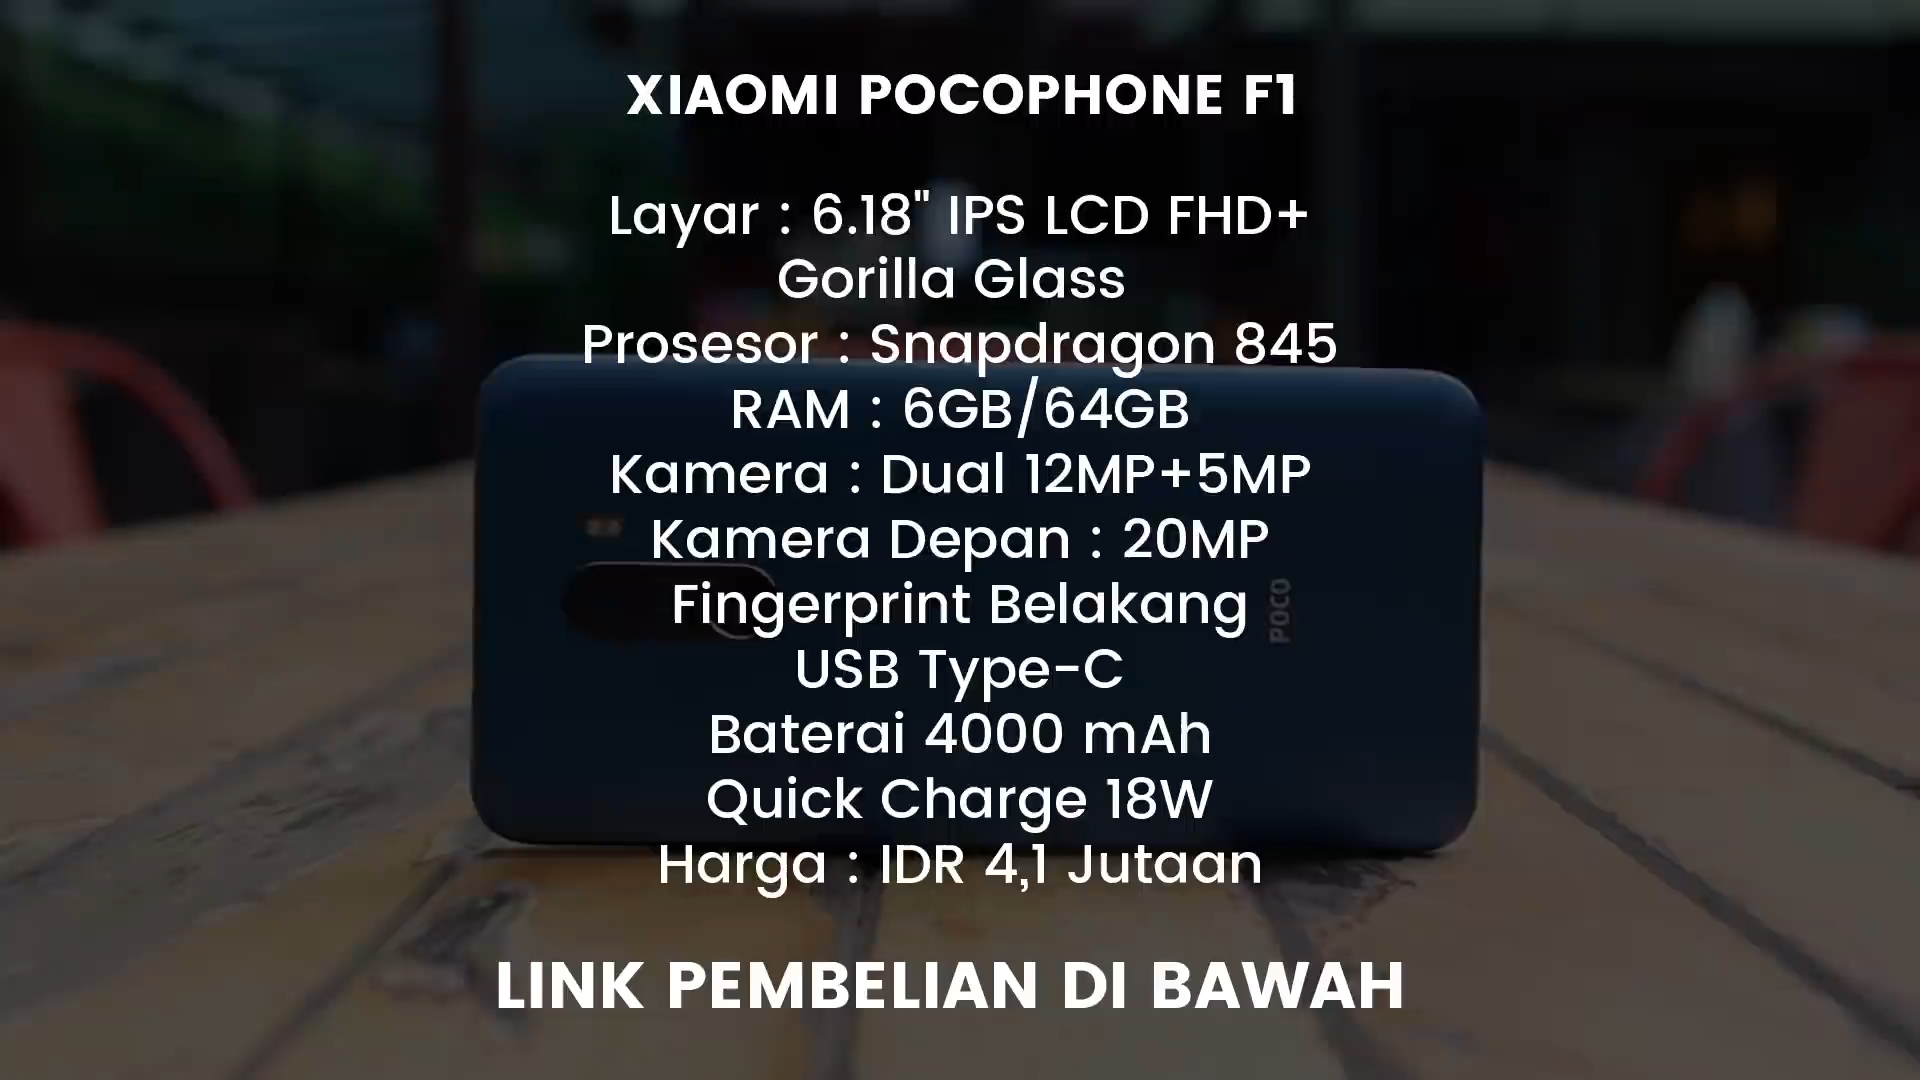 XIAOMI POCOPHONE F1
Layar : 6.18" IPS LCD FHD+
Gorilla Glass
Prosesor : Snapdragon 845
RAM : 6GB/64GB
Kamera : Dual 12MP+5MP
Kamera Depan : 20MP
Fingerprint Belakang
POCO
USB Type-C
Baterai 4000 mAh
Quick Charge 18W
Harga : IDR 4,1 Jutaan
LINK PEMBELIAN DI BAWAH